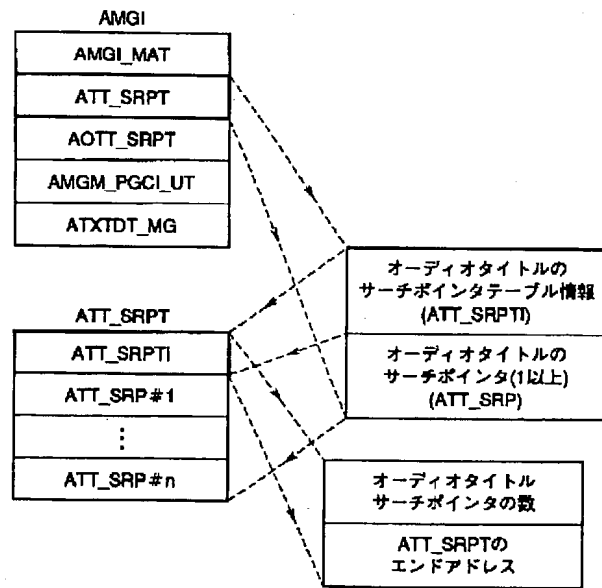 AMGI
AMGI_MAT
ATT_SRPT
AOTT_SRPT
AMGM_PGCI_UT
ATXTDT_MG
オーディオタイトルの
サーチポインタテーブル情報
(ATT_SRPTI)
オーディオタイトルの
サーチポインタ(1以上)
(ATT_SRP)
ATT_SRPT
ATT_SRPTI
ATT_SRP#1
⋮
ATT_SRP#n
オーディオタイトル
サーチポインタの数
ATT_SRPTの
エンドアドレス